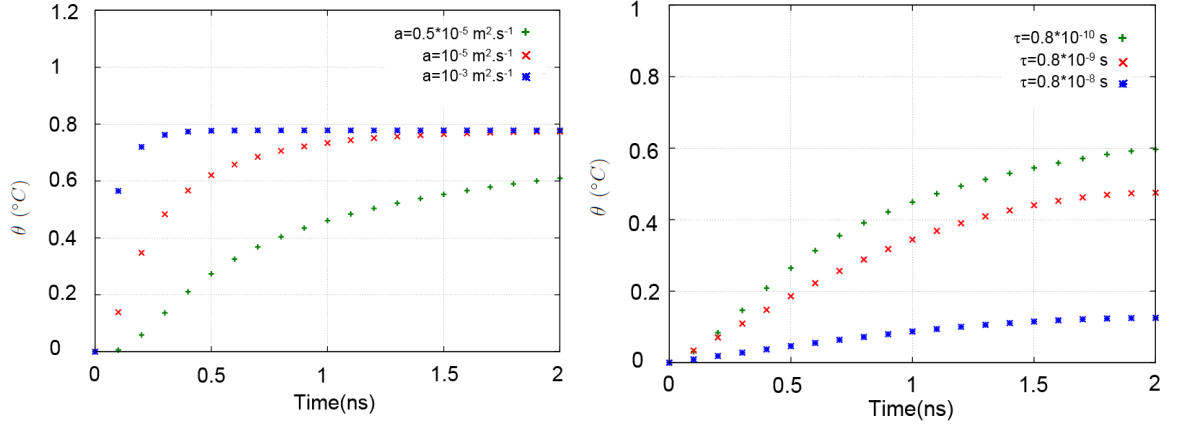 1.2
1
0.8
0.6
0.4
0.2
0
θ (°C)
a=0.5*10⁻⁵ m².s⁻¹
a=10⁻⁵ m².s⁻¹
a=10⁻³ m².s⁻¹
0 0.5 1 1.5 2
Time(ns)
1
0.8
0.6
0.4
0.2
0
θ (°C)
τ=0.8*10⁻¹⁰ s
τ=0.8*10⁻⁹ s
τ=0.8*10⁻⁸ s
0 0.5 1 1.5 2
Time(ns)